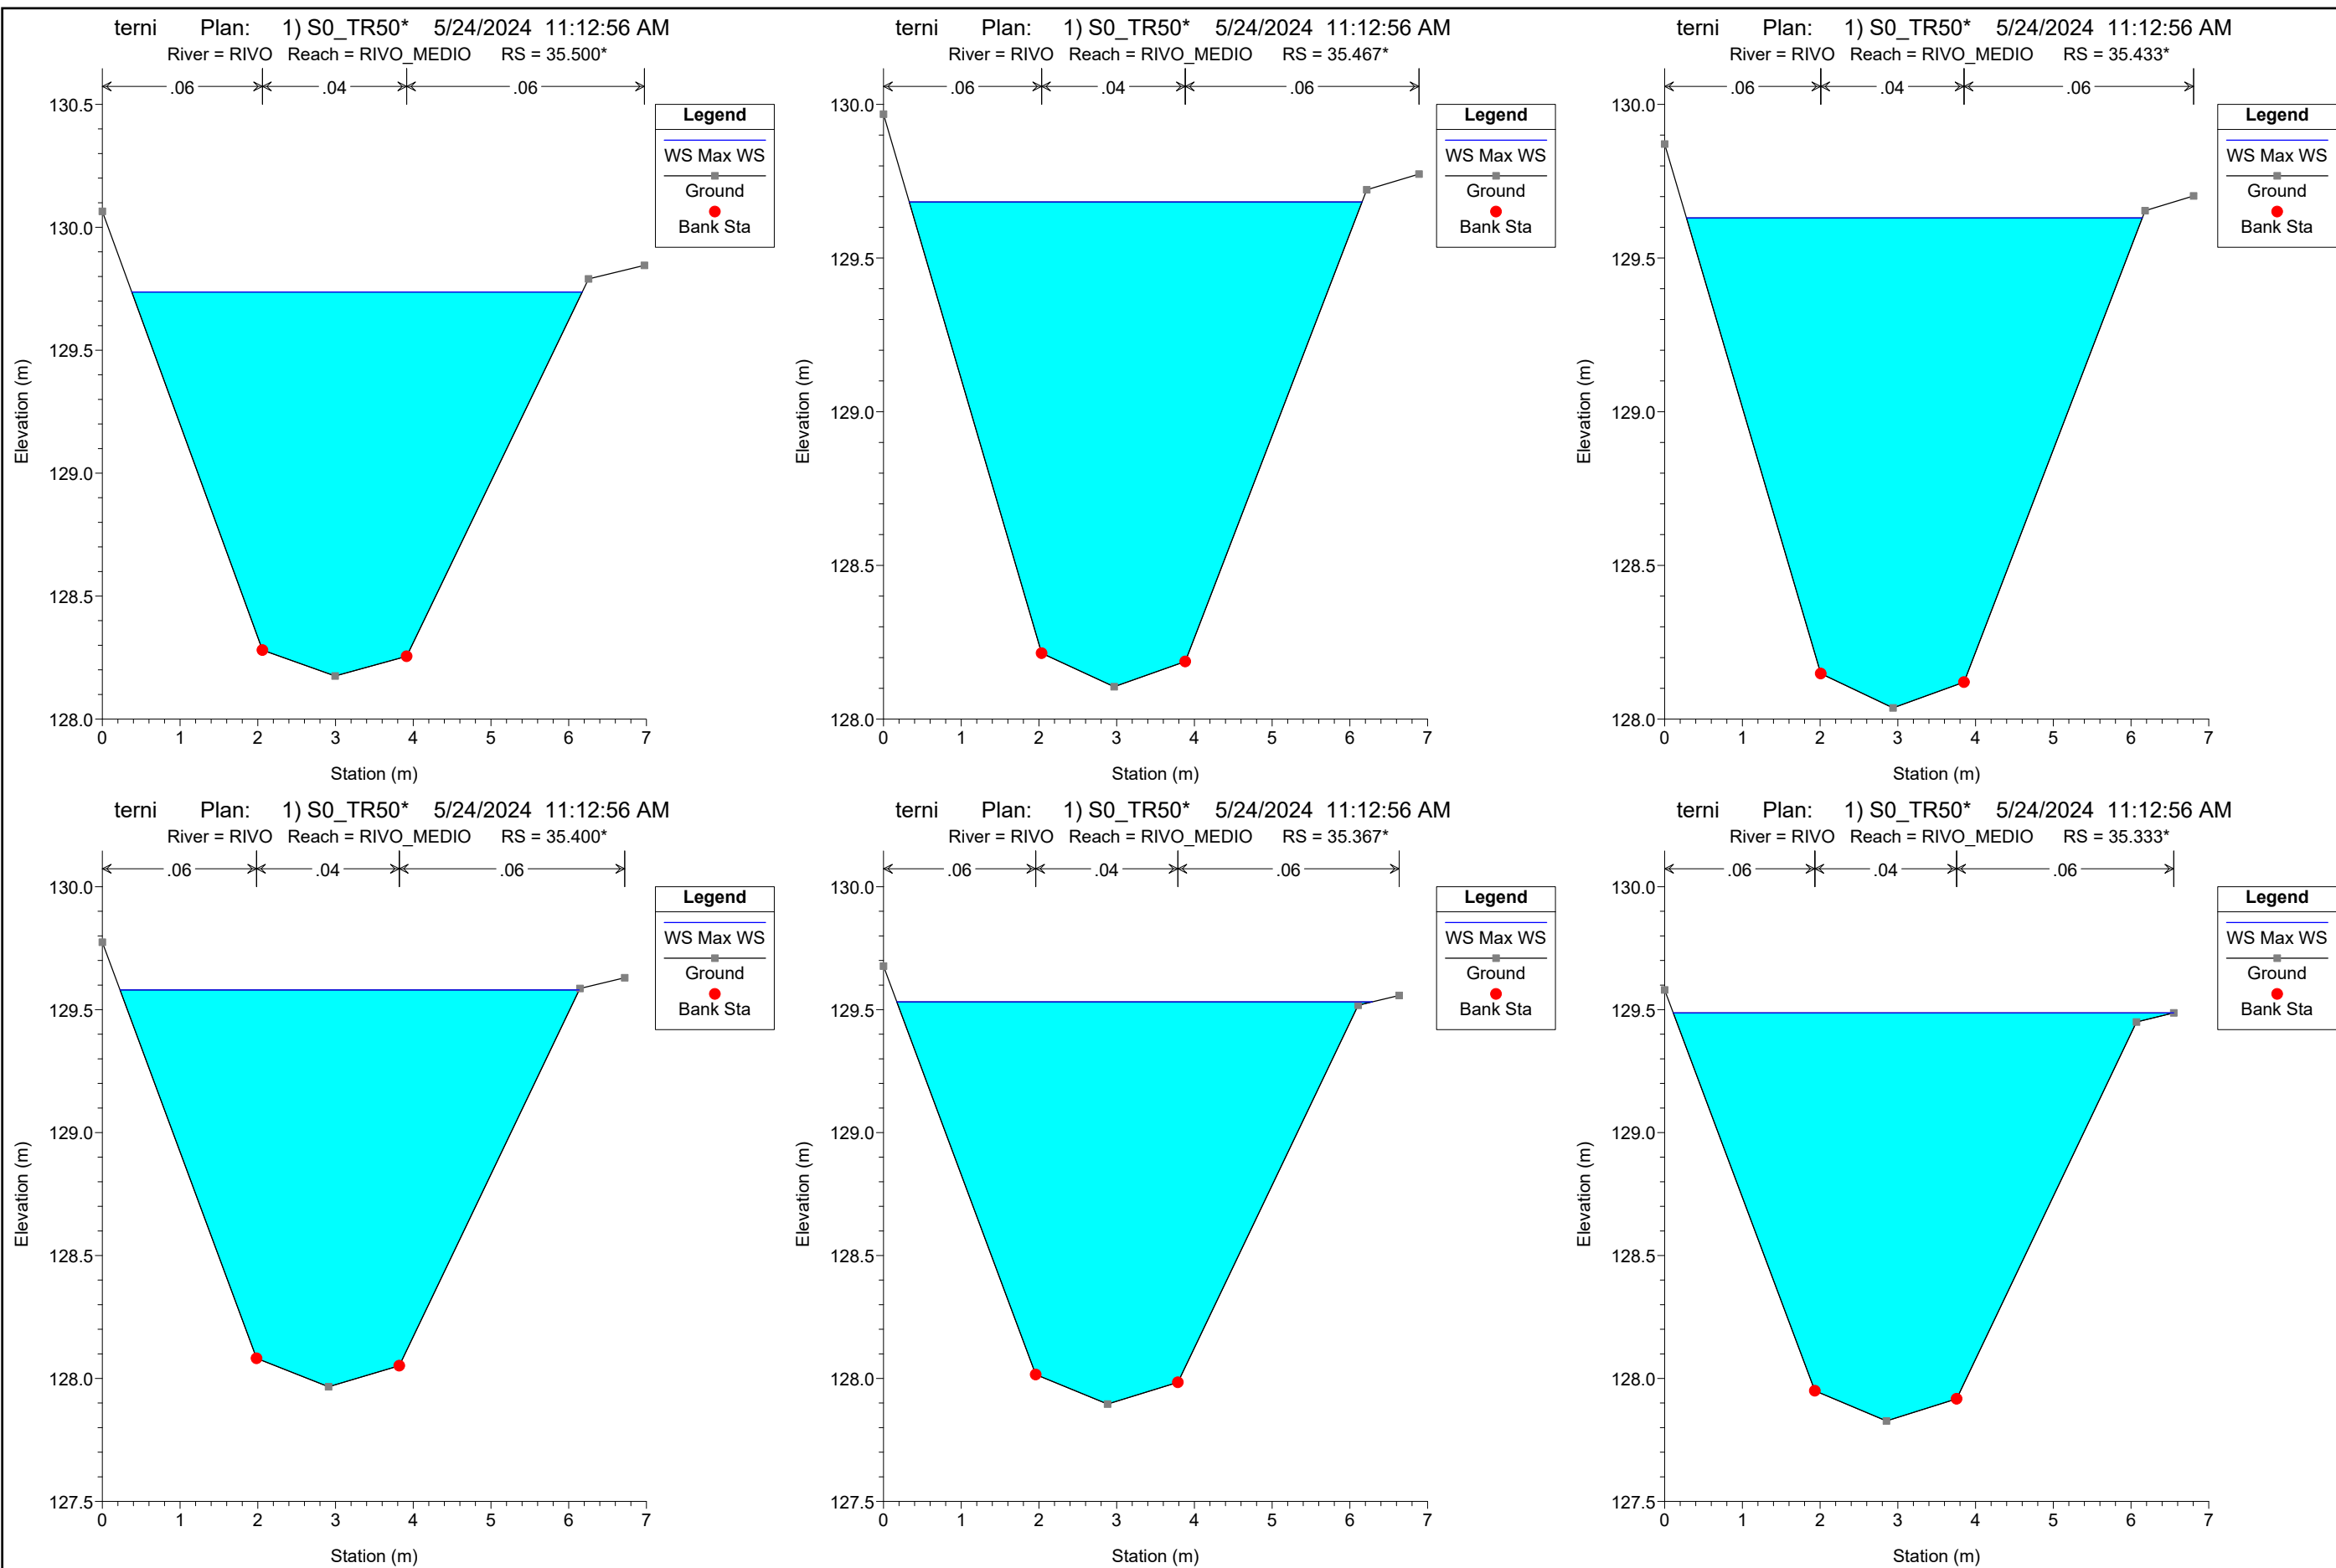 terni Plan: 1) S0_TR50* 5/24/2024 11:12:56 AM
River = RIVO Reach = RIVO_MEDIO RS = 35.500*
.06 .04 .06
130.5
130.0
129.5
129.0
128.5
128.0
0 1 2 3 4 5 6 7
Station (m)
Elevation (m)
Legend
WS Max WS
Ground
Bank Sta
terni Plan: 1) S0_TR50* 5/24/2024 11:12:56 AM
River = RIVO Reach = RIVO_MEDIO RS = 35.467*
.06 .04 .06
130.0
129.5
129.0
128.5
128.0
0 1 2 3 4 5 6 7
Station (m)
Elevation (m)
Legend
WS Max WS
Ground
Bank Sta
terni Plan: 1) S0_TR50* 5/24/2024 11:12:56 AM
River = RIVO Reach = RIVO_MEDIO RS = 35.433*
.06 .04 .06
130.0
129.5
129.0
128.5
128.0
0 1 2 3 4 5 6 7
Station (m)
Elevation (m)
Legend
WS Max WS
Ground
Bank Sta
terni Plan: 1) S0_TR50* 5/24/2024 11:12:56 AM
River = RIVO Reach = RIVO_MEDIO RS = 35.400*
.06 .04 .06
130.0
129.5
129.0
128.5
128.0
127.5
0 1 2 3 4 5 6 7
Station (m)
Elevation (m)
Legend
WS Max WS
Ground
Bank Sta
terni Plan: 1) S0_TR50* 5/24/2024 11:12:56 AM
River = RIVO Reach = RIVO_MEDIO RS = 35.367*
.06 .04 .06
130.0
129.5
129.0
128.5
128.0
127.5
0 1 2 3 4 5 6 7
Station (m)
Elevation (m)
Legend
WS Max WS
Ground
Bank Sta
terni Plan: 1) S0_TR50* 5/24/2024 11:12:56 AM
River = RIVO Reach = RIVO_MEDIO RS = 35.333*
.06 .04 .06
130.0
129.5
129.0
128.5
128.0
127.5
0 1 2 3 4 5 6 7
Station (m)
Elevation (m)
Legend
WS Max WS
Ground
Bank Sta